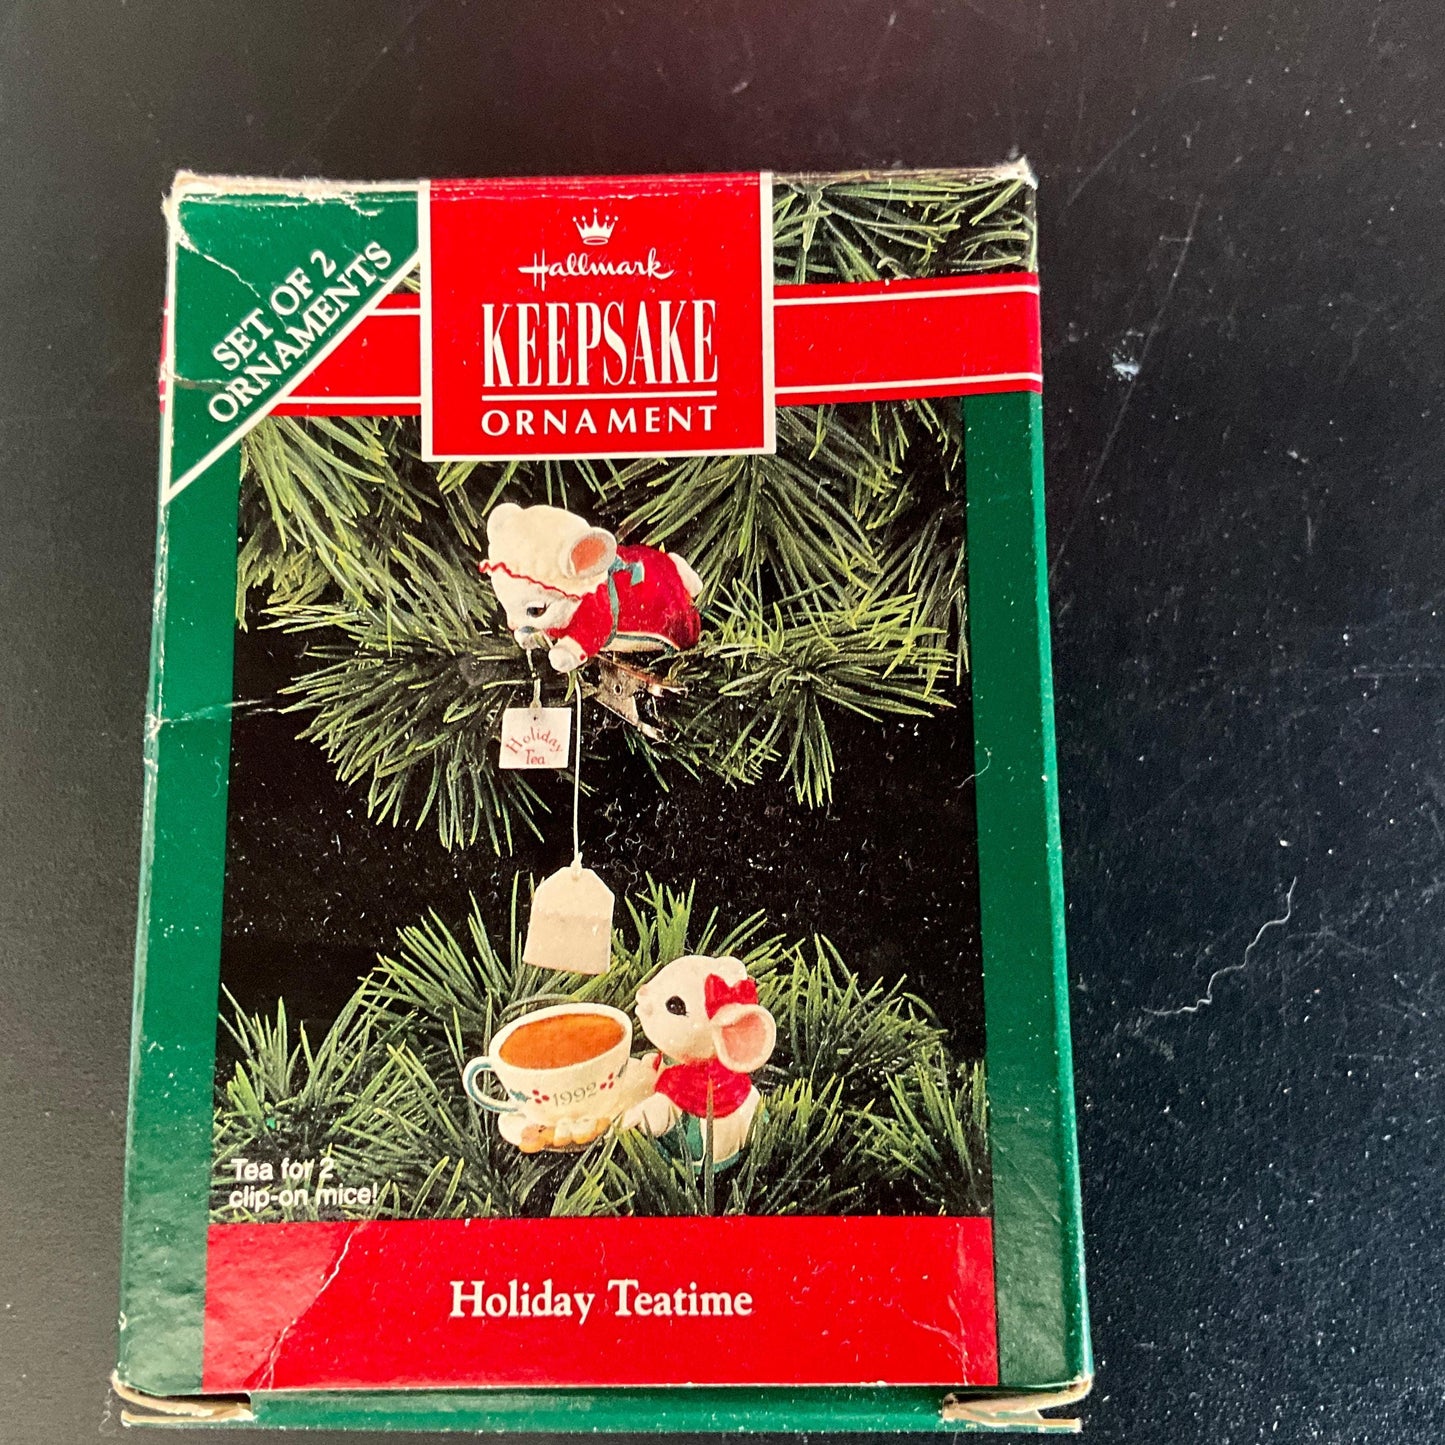 SET OF 2
ORNAMENTS
Hallmark
KEEPSAKE
ORNAMENT
Holiday
Tea
1992
Tea for 2
clip-on mice!
Holiday Teatime